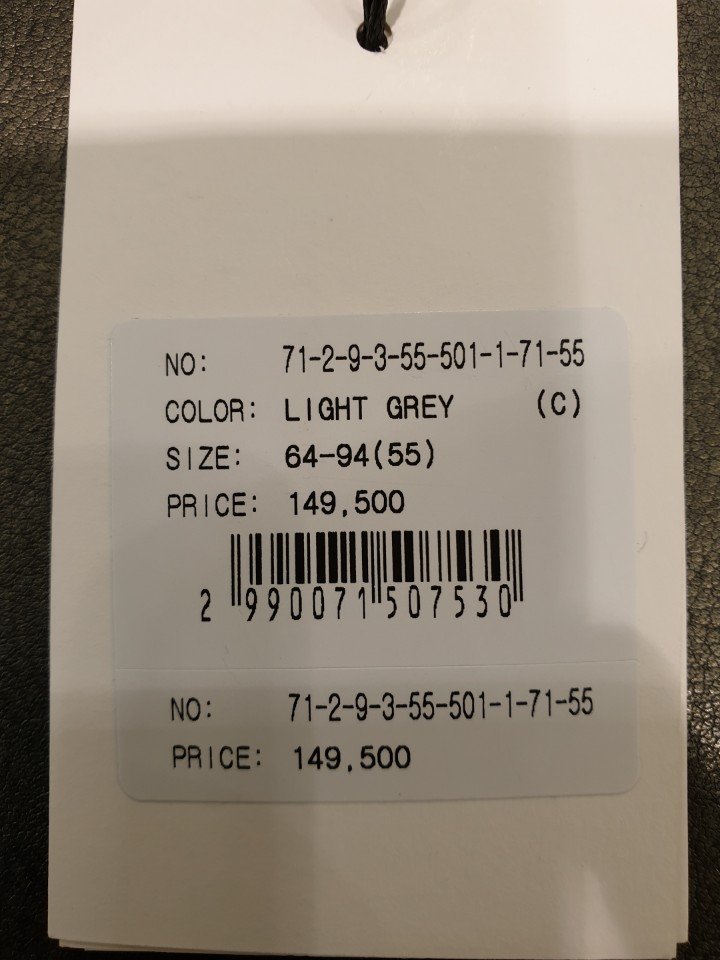 NO: 71-2-9-3-55-501-1-71-55
COLOR: LIGHT GREY (C)
SIZE: 64-94(55)
PRICE: 149,500
2 990071 507530
NO: 71-2-9-3-55-501-1-71-55
PRICE: 149,500